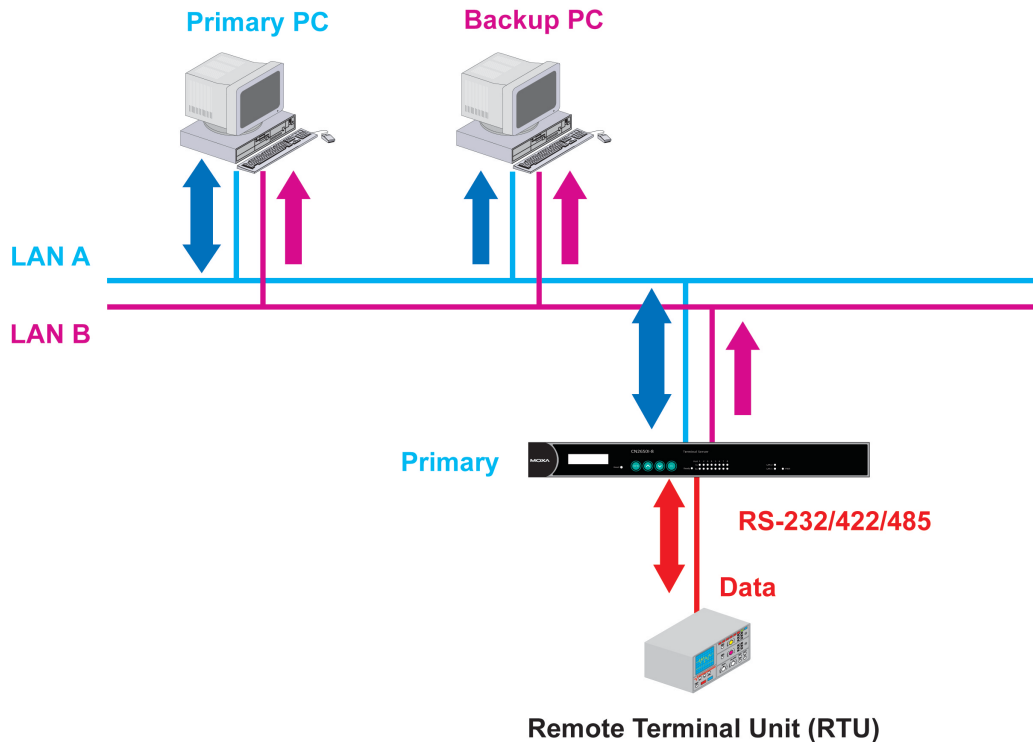 Primary PC
Backup PC
LAN A
LAN B
Primary
MOXA
RS-232/422/485
Data
Remote Terminal Unit (RTU)